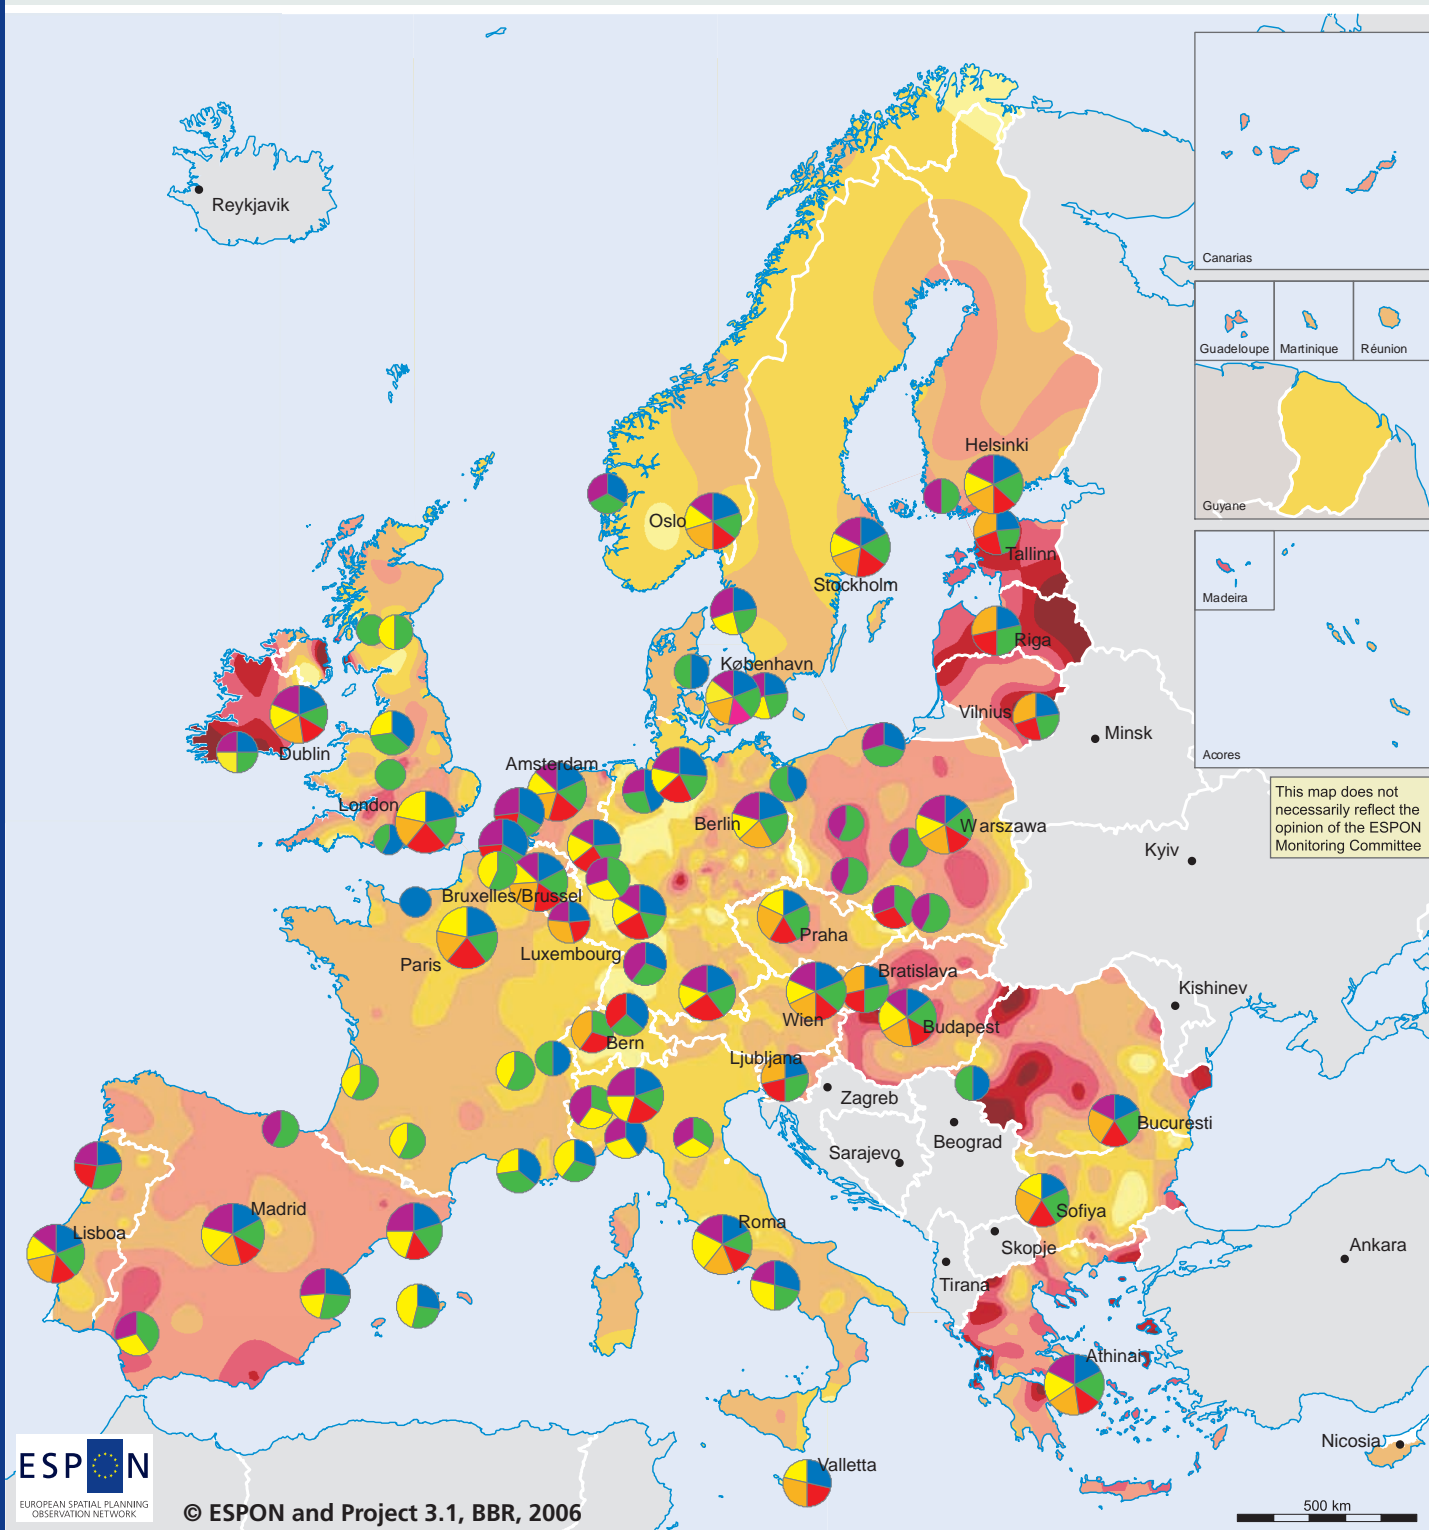 Reykjavik
Canarias
Guadeloupe
Martinique
Réunion
Guyane
Madeira
Acores
This map does not
necessarily reflect the
opinion of the ESPON
Monitoring Committee
Helsinki
Oslo
Tallinn
Stockholm
Riga
København
Vilnius
Minsk
Dublin
Amsterdam
London
Berlin
Warszawa
Kyiv
Bruxelles/Brussel
Praha
Luxembourg
Paris
Bratislava
Kishinev
Wien
Budapest
Bern
Ljubljana
Zagreb
Beograd
Bucuresti
Sarajevo
Madrid
Lisboa
Roma
Sofiya
Skopje
Ankara
Tirana
Athinai
Nicosia
Valletta
ESPON
EUROPEAN SPATIAL PLANNING
OBSERVATION NETWORK
© ESPON and Project 3.1, BBR, 2006
500 km